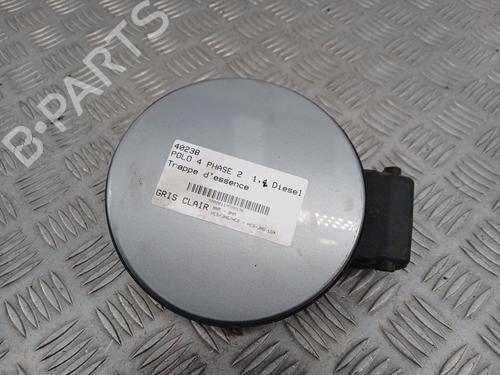 B-PARTS
40238
POLO 4 PHASE 2 1.4 Diesel
Trappe d'essence
GRIS CLAIR